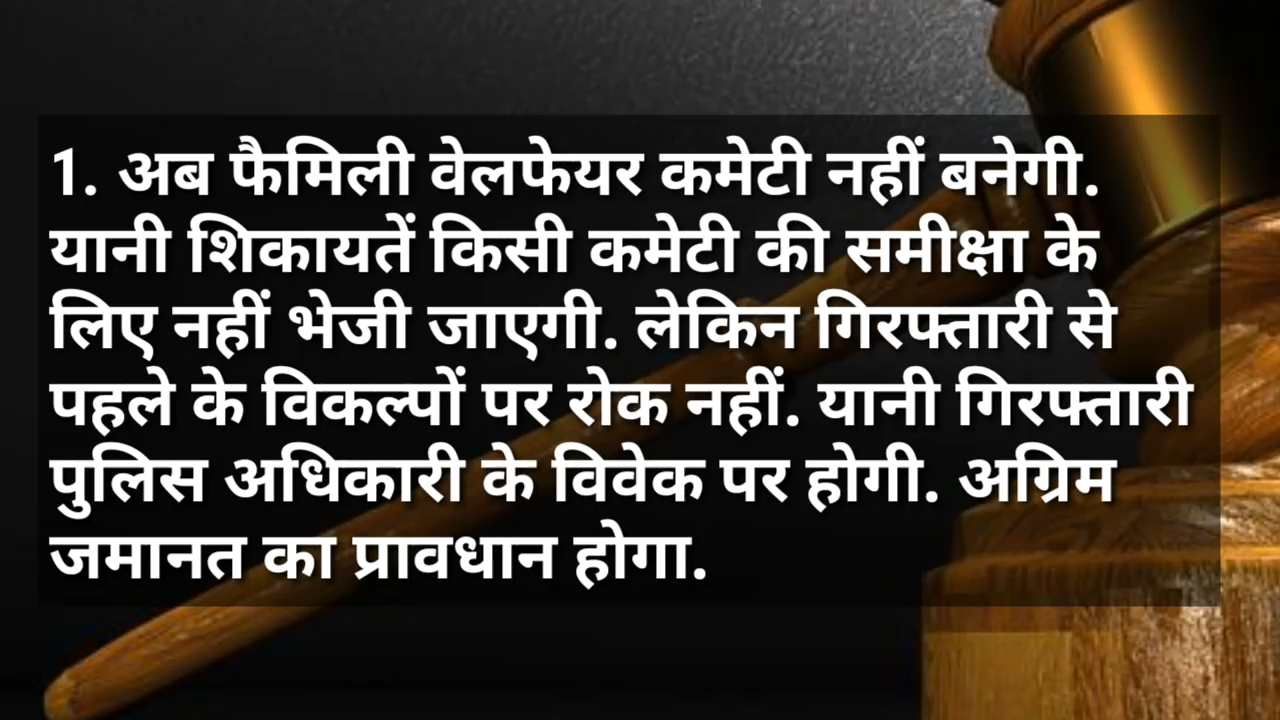 1. अब फैमिली वेलफेयर कमेटी नहीं बनेगी.
यानी शिकायतें किसी कमेटी की समीक्षा के
लिए नहीं भेजी जाएगी. लेकिन गिरफ्तारी से
पहले के विकल्पों पर रोक नहीं. यानी गिरफ्तारी
पुलिस अधिकारी के विवेक पर होगी. अग्रिम
जमानत का प्रावधान होगा.